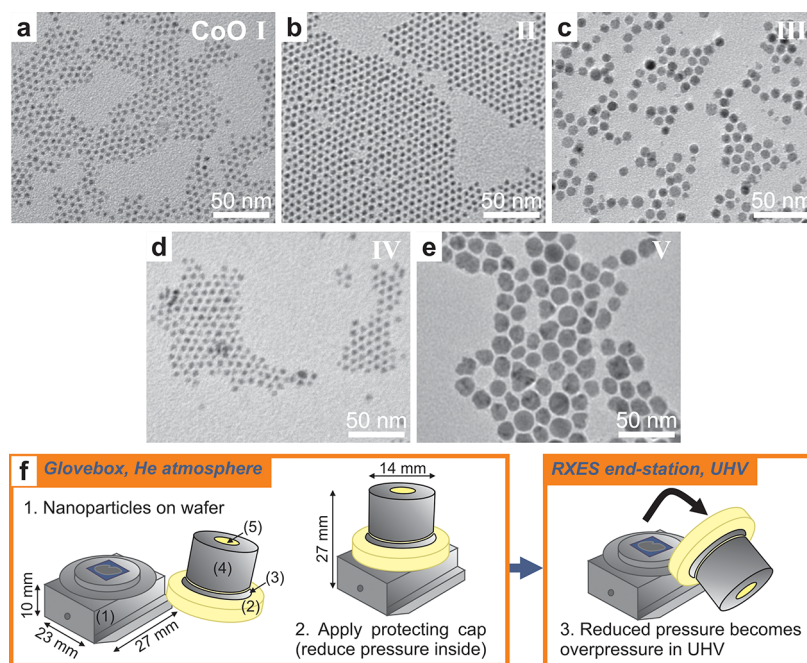 a
CoO I
50 nm
b
II
50 nm
c
III
50 nm
d
IV
50 nm
e
V
50 nm
f
Glovebox, He atmosphere
1. Nanoparticles on wafer
(5)
(4)
(3)
(2)
(1)
10 mm
23 mm
27 mm
14 mm
27 mm
2. Apply protecting cap
(reduce pressure inside)
RXES end-station, UHV
3. Reduced pressure becomes
overpressure in UHV